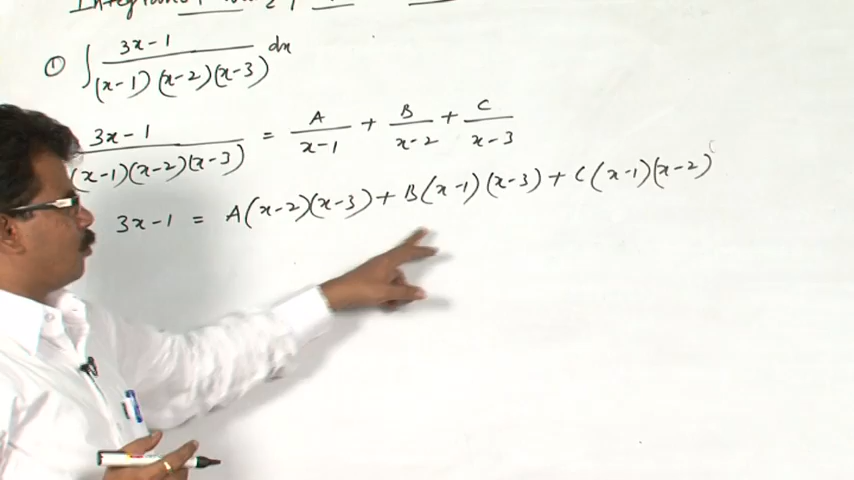 ① ∫ 3x-1 / (x-1)(x-2)(x-3) dx
3x-1 / (x-1)(x-2)(x-3) = A / x-1 + B / x-2 + C / x-3
3x-1 = A(x-2)(x-3) + B(x-1)(x-3) + C(x-1)(x-2)